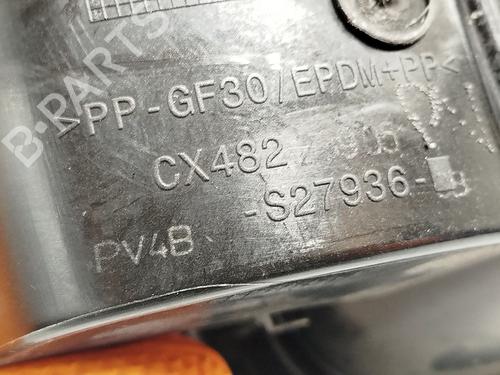 B-PARTS
>PP-GF30/EPDM+PP<
CX482
-S27936-
PV4B